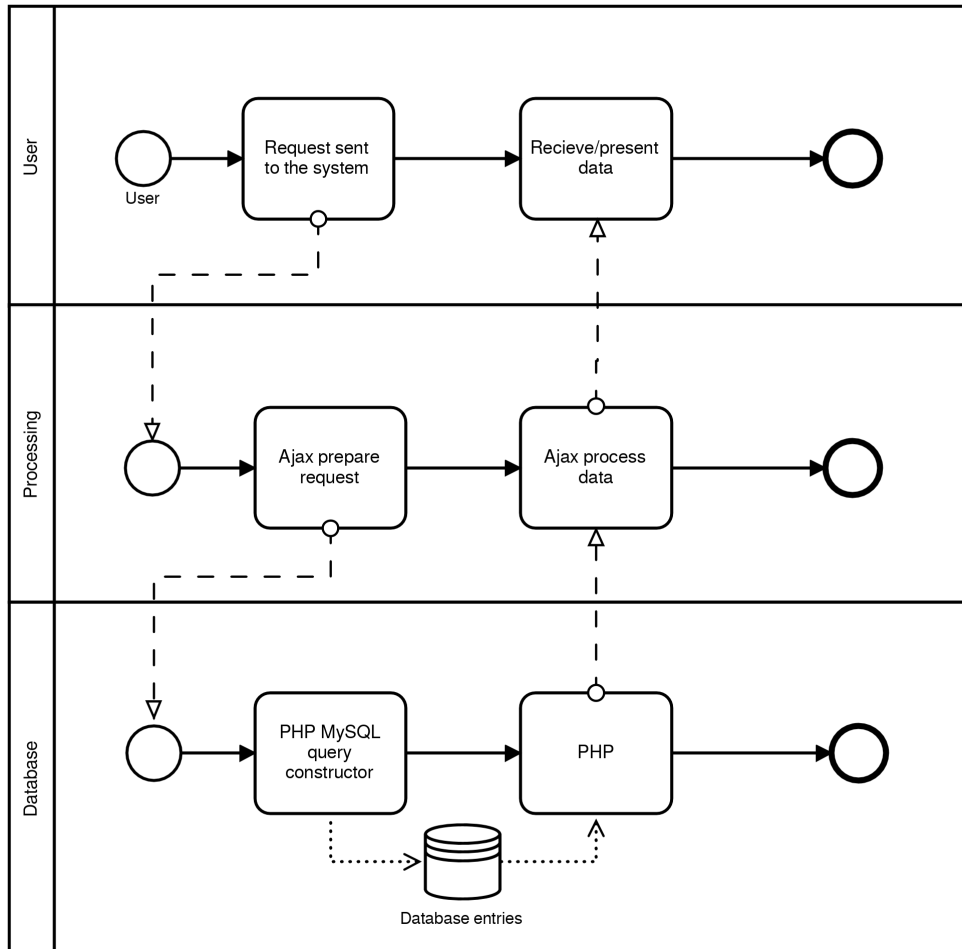 User
Request sent
to the system
Recieve/present
data
User
Processing
Ajax prepare
request
Ajax process
data
Database
PHP MySQL
query
constructor
PHP
Database entries